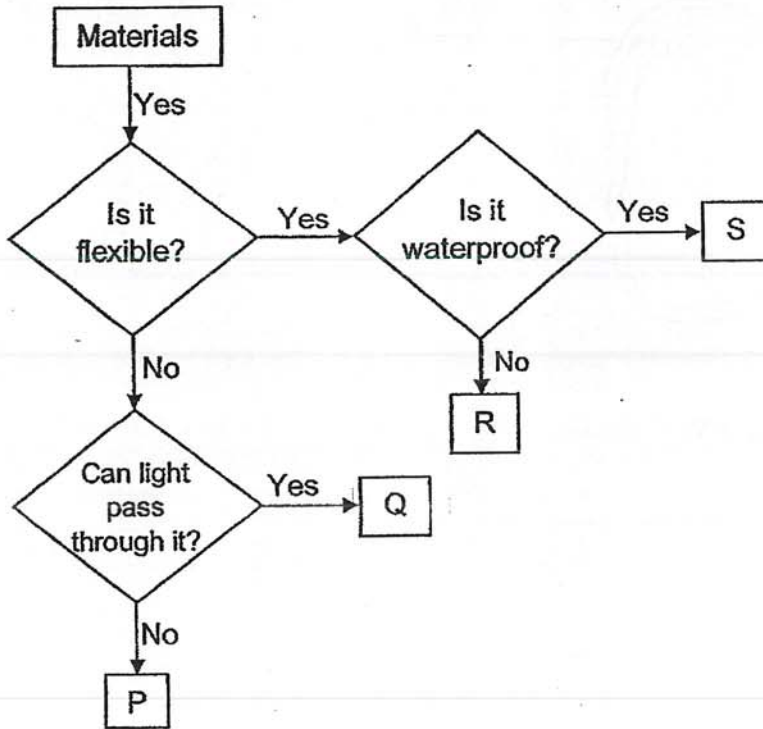 Materials
Yes
Is it
flexible?
Yes
Is it
waterproof?
Yes
S
No
R
No
Can light
pass
through it?
Yes
Q
No
P